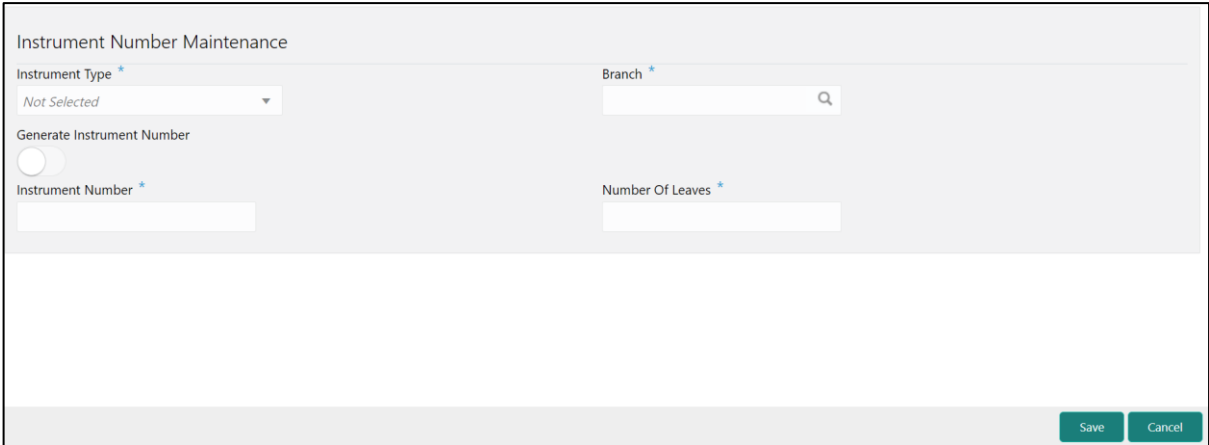 Instrument Number Maintenance
Instrument Type *
Branch *
Not Selected
Generate Instrument Number
Instrument Number *
Number Of Leaves *
Save
Cancel